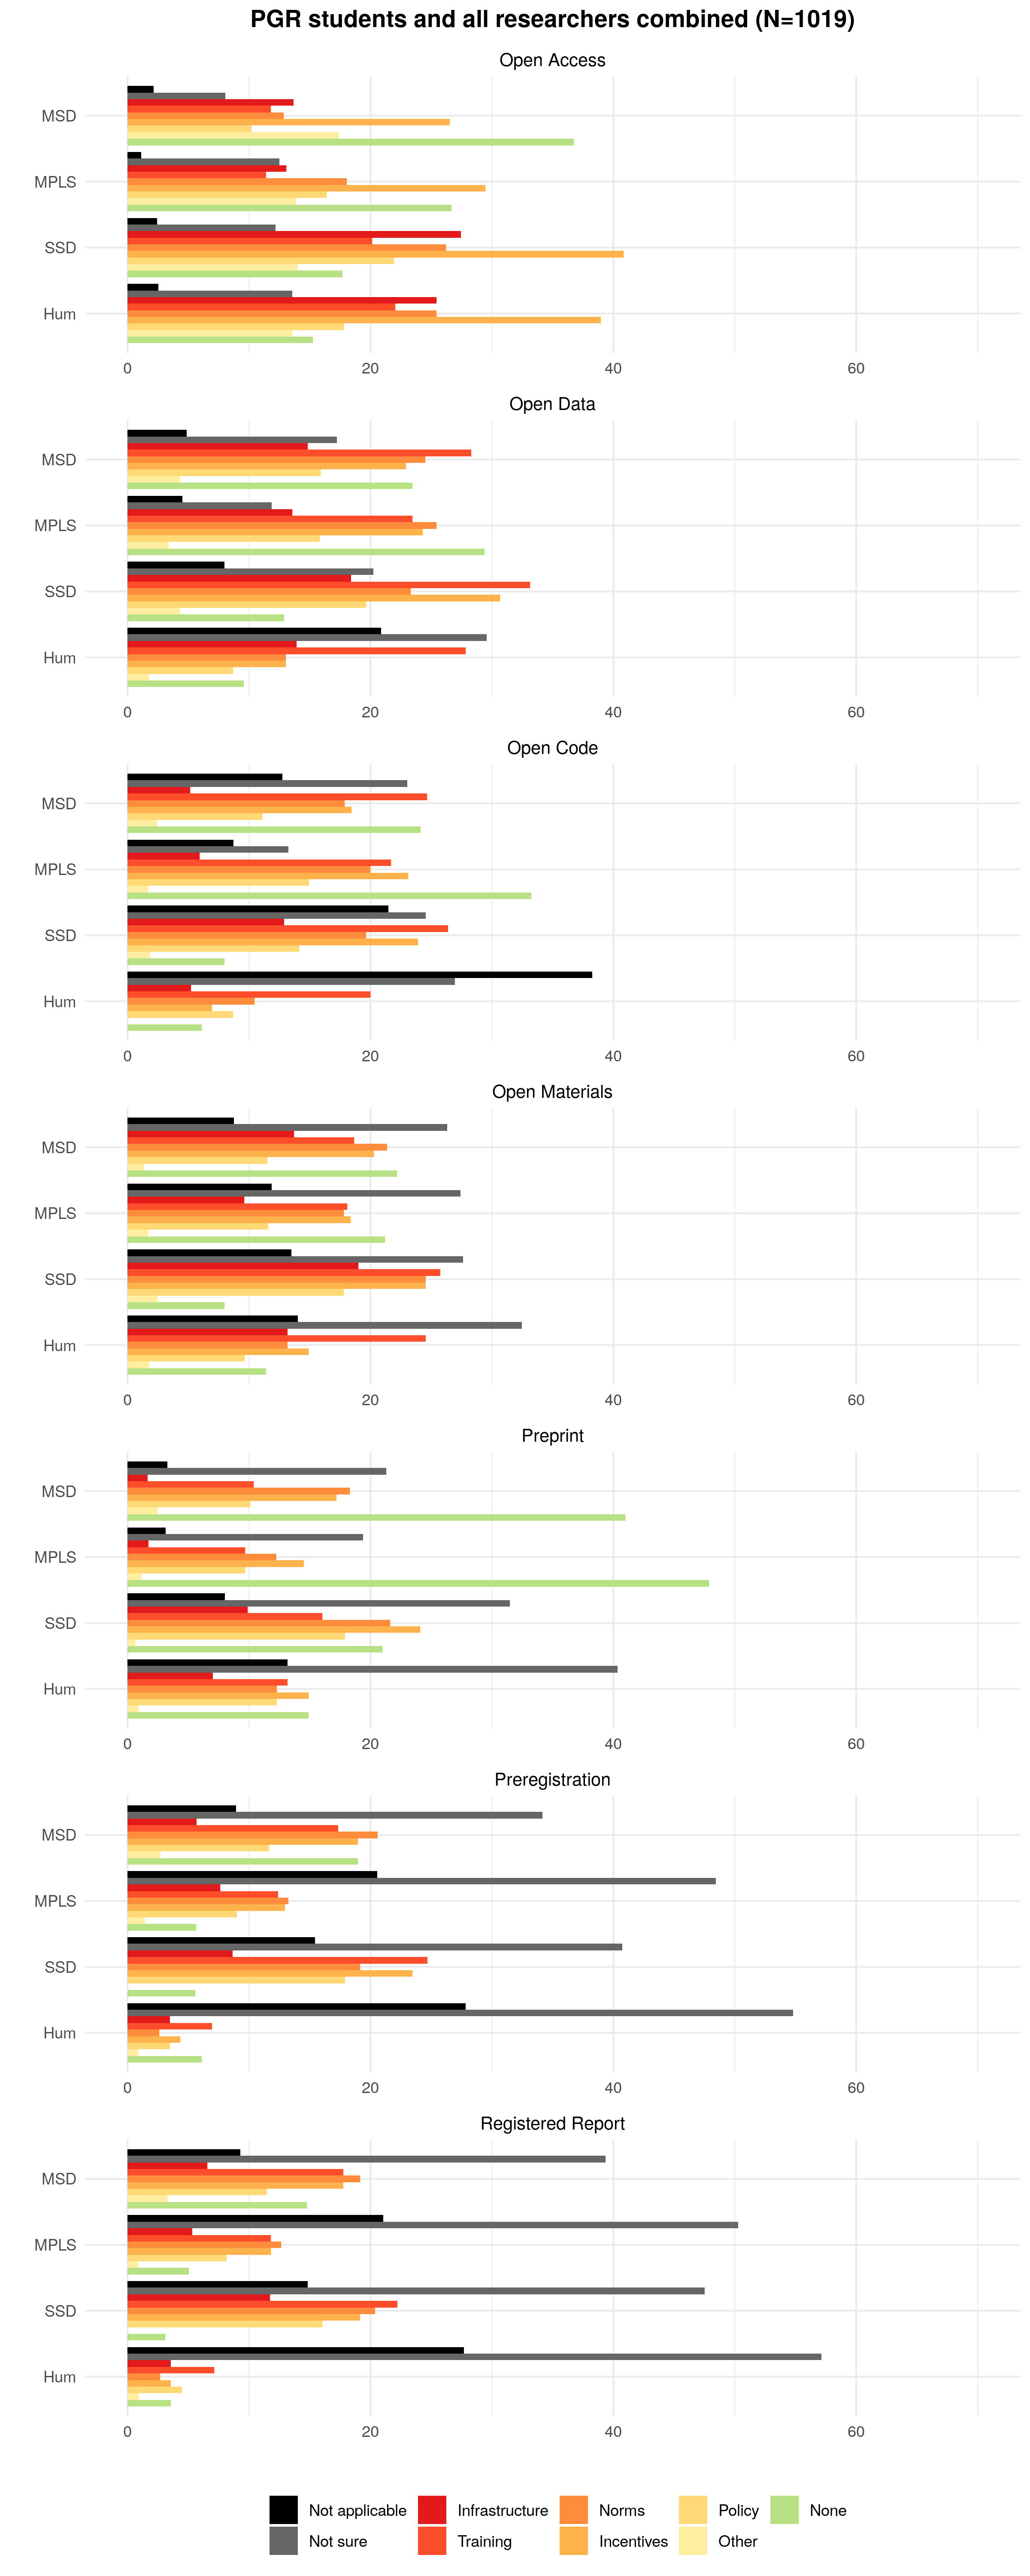 PGR students and all researchers combined (N=1019)
Open Access
MSD
MPLS
SSD
Hum
0 20 40 60
Open Data
MSD
MPLS
SSD
Hum
0 20 40 60
Open Code
MSD
MPLS
SSD
Hum
0 20 40 60
Open Materials
MSD
MPLS
SSD
Hum
0 20 40 60
Preprint
MSD
MPLS
SSD
Hum
0 20 40 60
Preregistration
MSD
MPLS
SSD
Hum
0 20 40 60
Registered Report
MSD
MPLS
SSD
Hum
0 20 40 60
Not applicable Infrastructure Norms Policy None
Not sure Training Incentives Other